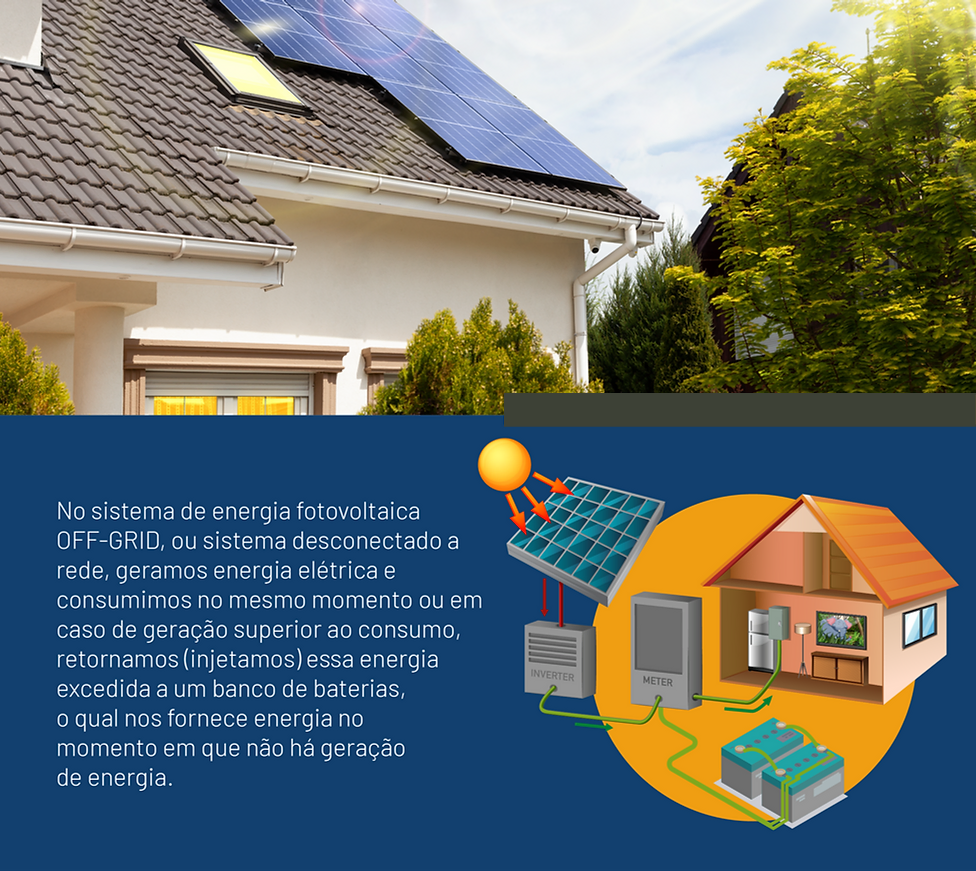 No sistema de energia fotovoltaica
OFF-GRID, ou sistema desconectado a
rede, geramos energia elétrica e
consumimos no mesmo momento ou em
caso de geração superior ao consumo,
retornamos (injetamos) essa energia
excedida a um banco de baterias,
o qual nos fornece energia no
momento em que não há geração
de energia.
INVERTER
METER